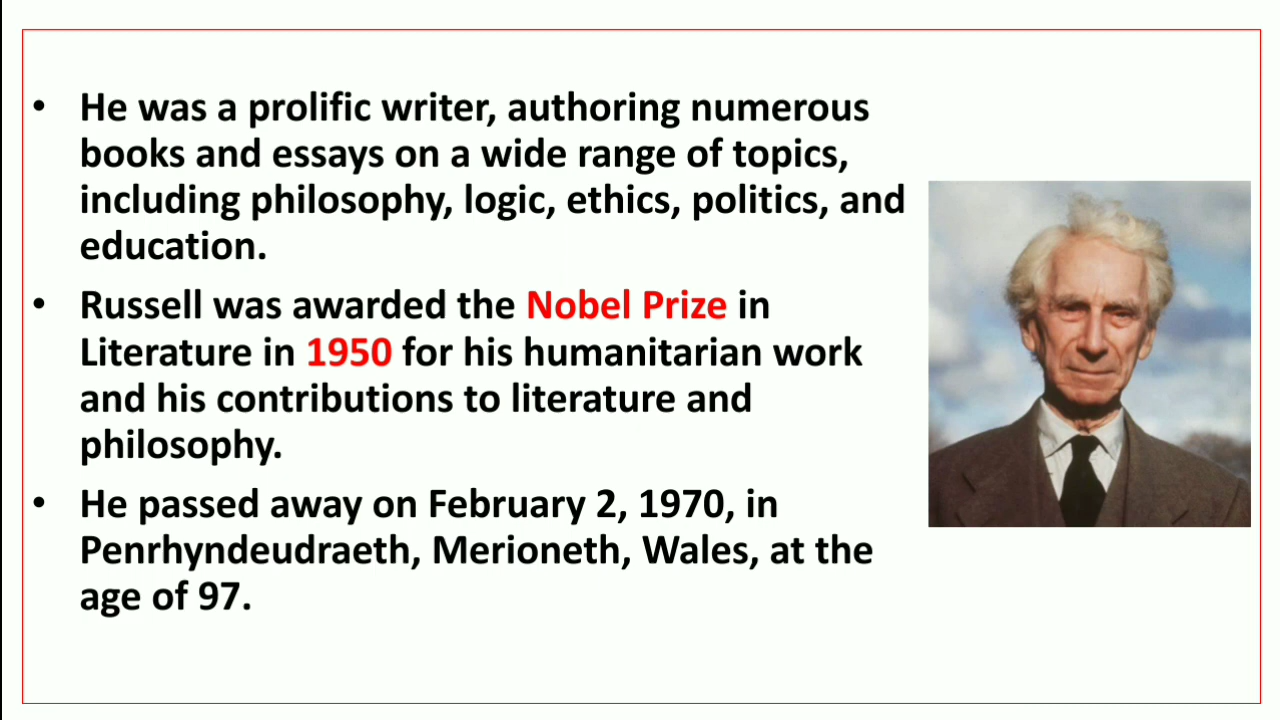 • He was a prolific writer, authoring numerous
books and essays on a wide range of topics,
including philosophy, logic, ethics, politics, and
education.
• Russell was awarded the Nobel Prize in
Literature in 1950 for his humanitarian work
and his contributions to literature and
philosophy.
• He passed away on February 2, 1970, in
Penrhyndeudraeth, Merioneth, Wales, at the
age of 97.